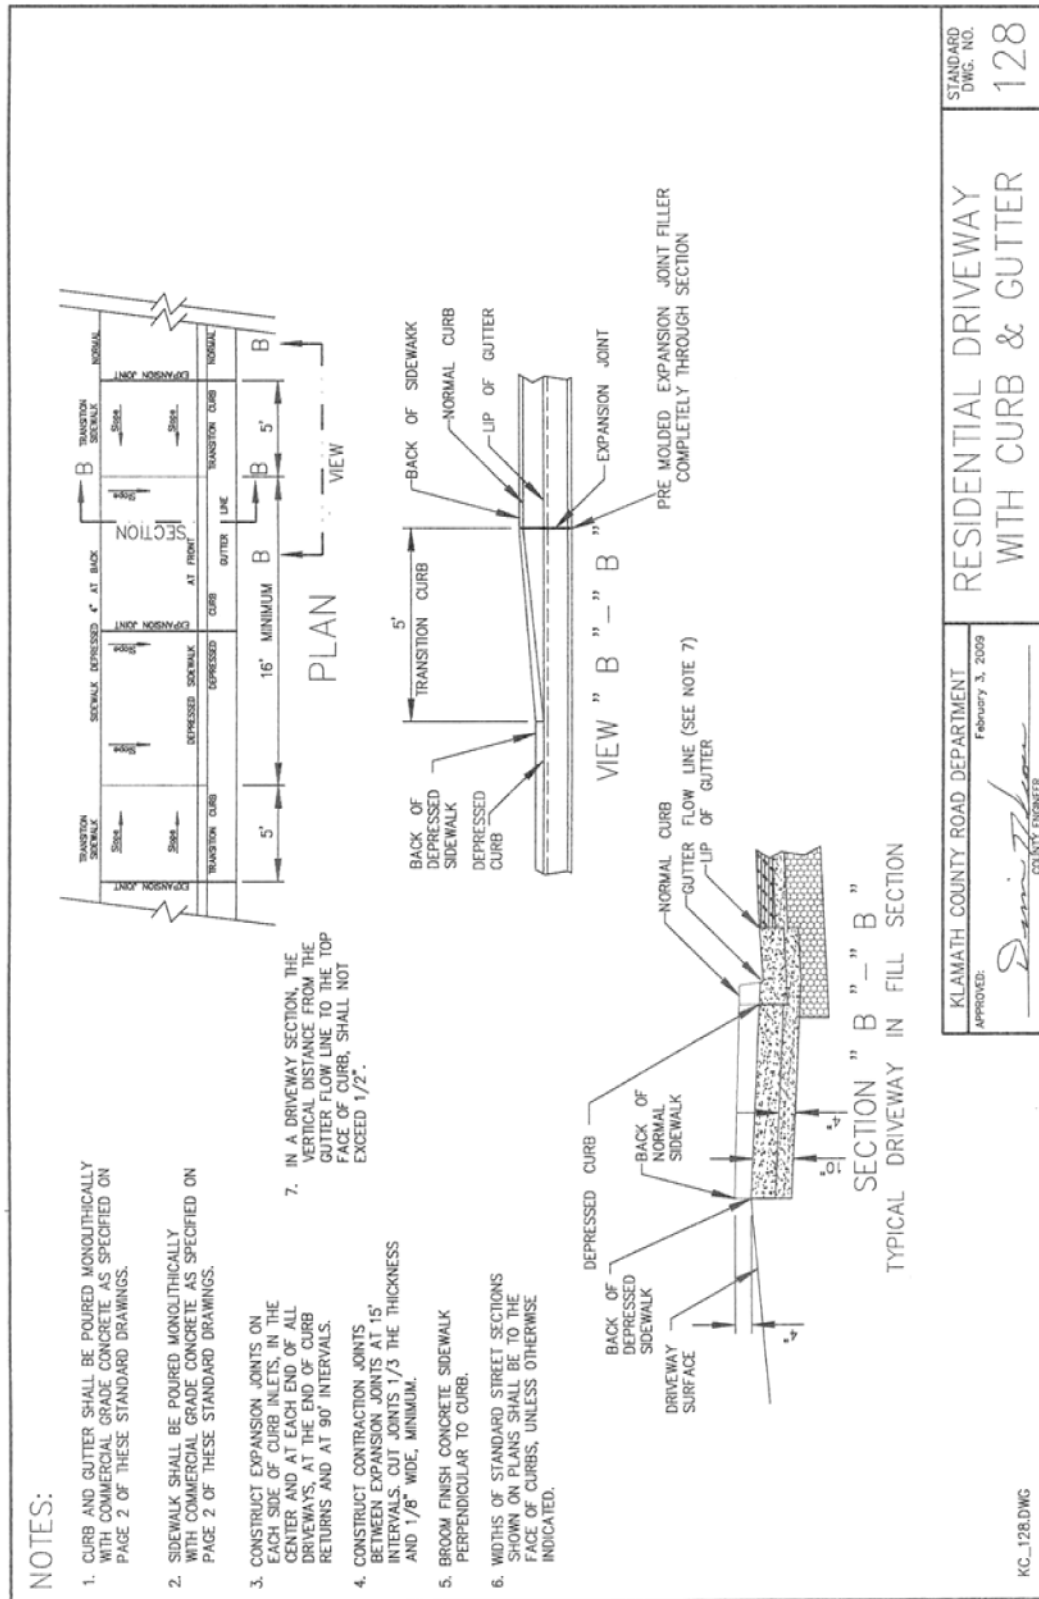 NOTES:
1. CURB AND GUTTER SHALL BE POURED MONOLITHICALLY
WITH COMMERCIAL GRADE CONCRETE AS SPECIFIED ON
PAGE 2 OF THESE STANDARD DRAWINGS.
2. SIDEWALK SHALL BE POURED MONOLITHICALLY
WITH COMMERCIAL GRADE CONCRETE AS SPECIFIED ON
PAGE 2 OF THESE STANDARD DRAWINGS.
3. CONSTRUCT EXPANSION JOINTS ON
EACH SIDE OF CURB INLETS, IN THE
CENTER AND AT EACH END OF ALL
DRIVEWAYS, AT THE END OF CURB
RETURNS AND AT 90' INTERVALS.
4. CONSTRUCT CONTRACTION JOINTS
BETWEEN EXPANSION JOINTS AT 15'
INTERVALS. CUT JOINTS 1/3 THE THICKNESS
AND 1/8" WIDE, MINIMUM.
5. BROOM FINISH CONCRETE SIDEWALK
PERPENDICULAR TO CURB.
6. WIDTHS OF STANDARD STREET SECTIONS
SHOWN ON PLANS SHALL BE TO THE
FACE OF CURBS, UNLESS OTHERWISE
INDICATED.
7. IN A DRIVEWAY SECTION, THE
VERTICAL DISTANCE FROM THE
GUTTER FLOW LINE TO THE TOP
FACE OF CURB, SHALL NOT
EXCEED 1/2".
TRANSITION
SIDEWALK
SIDEWALK DEPRESSED 4" AT BACK
TRANSITION
SIDEWALK
NORMAL
B
EXPANSION JOINT
Slope
Slope
Slope
Slope
EXPANSION JOINT
Slope
SECTION
Slope
Slope
EXPANSION JOINT
DEPRESSED SIDEWALK
AT FRONT
TRANSITION CURB
DEPRESSED
CURB
GUTTER LINE
TRANSITION CURB
NORMAL
5'
16' MINIMUM
B
B
5'
B
VIEW
PLAN
5'
TRANSITION CURB
BACK OF
DEPRESSED
SIDEWALK
DEPRESSED
CURB
BACK OF SIDEWAKK
NORMAL CURB
LIP OF GUTTER
EXPANSION JOINT
PRE MOLDED EXPANSION JOINT FILLER
COMPLETELY THROUGH SECTION
VIEW " B " – " B "
DEPRESSED CURB
BACK OF
DEPRESSED
SIDEWALK
BACK OF
NORMAL
SIDEWALK
DRIVEWAY
SURFACE
4"
NORMAL CURB
GUTTER FLOW LINE (SEE NOTE 7)
LIP OF GUTTER
10"
4"
SECTION " B " – " B "
TYPICAL DRIVEWAY IN FILL SECTION
KLAMATH COUNTY ROAD DEPARTMENT
APPROVED:
February 3, 2009
COUNTY ENGINEER
RESIDENTIAL DRIVEWAY
WITH CURB & GUTTER
STANDARD
DWG. NO.
128
KC_128.DWG